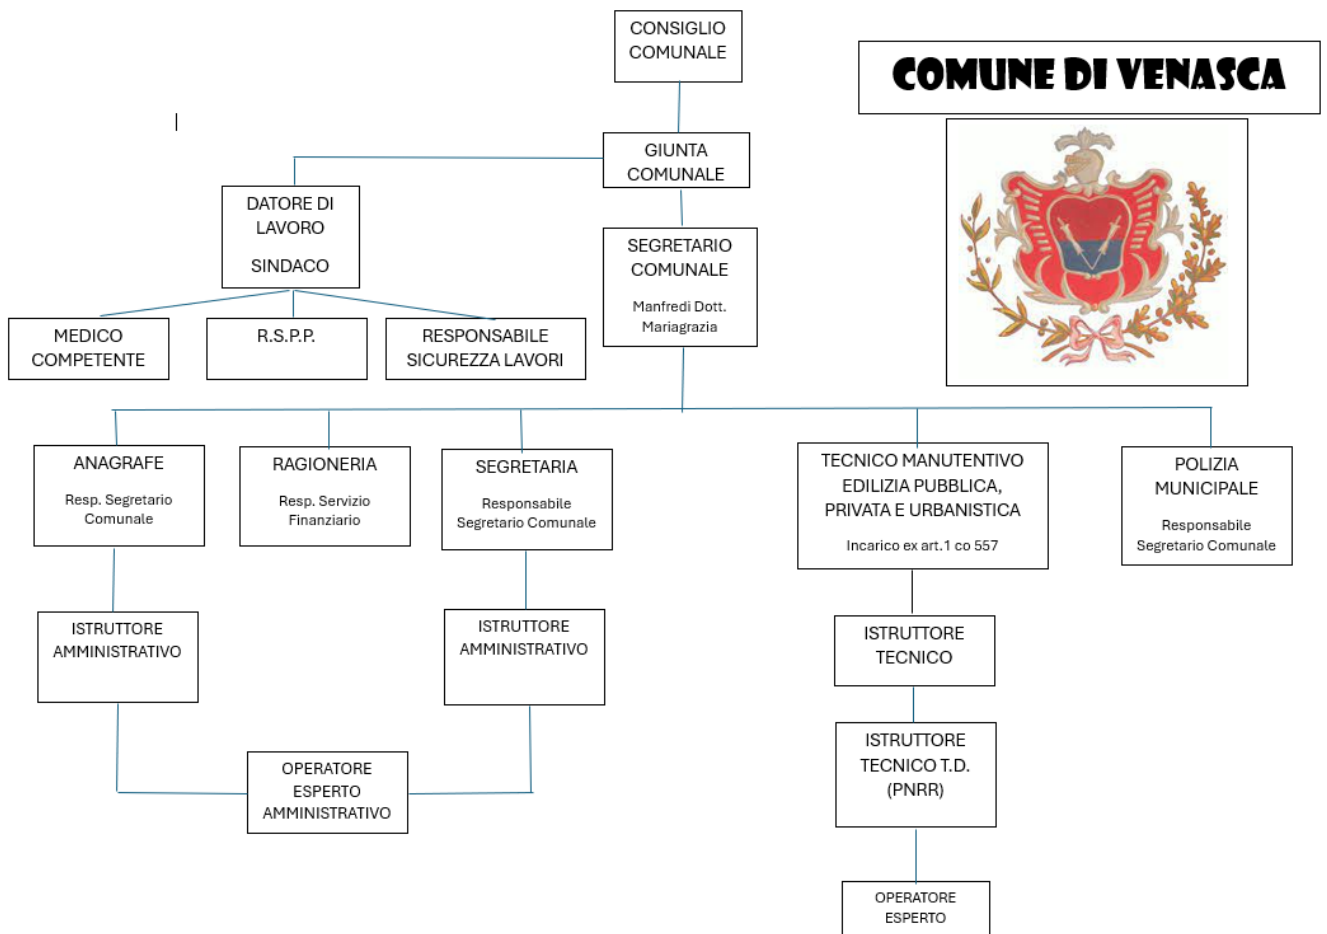 CONSIGLIO
COMUNALE
COMUNE DI VENASCA
GIUNTA
COMUNALE
DATORE DI
LAVORO
SINDACO
SEGRETARIO
COMUNALE
Manfredi Dott.
Mariagrazia
MEDICO
COMPETENTE
R.S.P.P.
RESPONSABILE
SICUREZZA LAVORI
ANAGRAFE
Resp. Segretario
Comunale
RAGIONERIA
Resp. Servizio
Finanziario
SEGRETARIA
Responsabile
Segretario Comunale
TECNICO MANUTENTIVO
EDILIZIA PUBBLICA,
PRIVATA E URBANISTICA
Incarico ex art.1 co 557
POLIZIA
MUNICIPALE
Responsabile
Segretario Comunale
ISTRUTTORE
AMMINISTRATIVO
ISTRUTTORE
AMMINISTRATIVO
ISTRUTTORE
TECNICO
ISTRUTTORE
TECNICO T.D.
(PNRR)
OPERATORE
ESPERTO
AMMINISTRATIVO
OPERATORE
ESPERTO